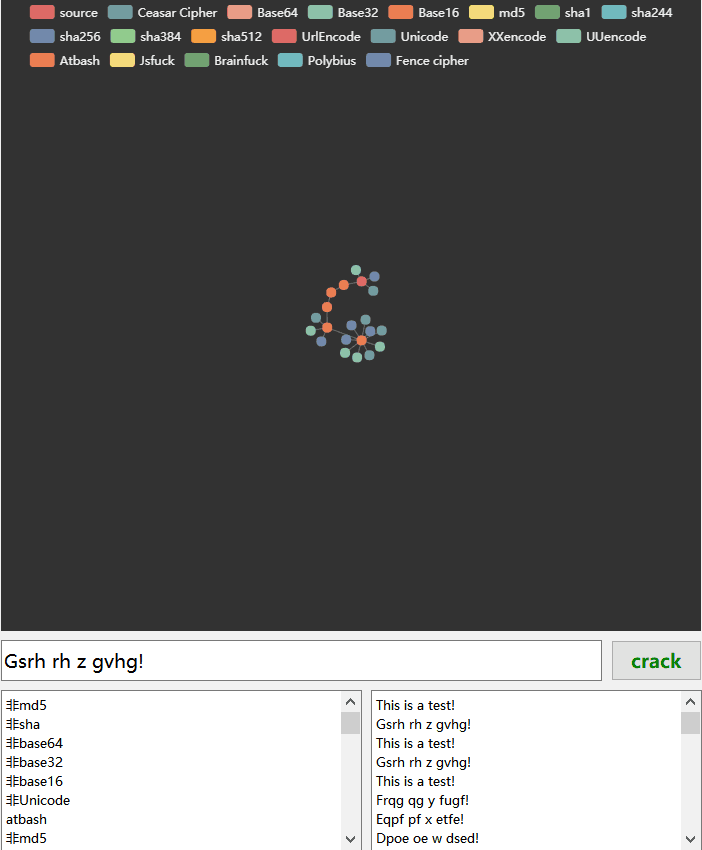 source Ceasar Cipher Base64 Base32 Base16 md5 sha1 sha244
sha256 sha384 sha512 UrlEncode Unicode XXencode UUencode
Atbash Jsfuck Brainfuck Polybius Fence cipher
Gsrh rh z gvhg! crack
非md5
非sha
非base64
非base32
非base16
非Unicode
atbash
非md5
This is a test!
Gsrh rh z gvhg!
This is a test!
Gsrh rh z gvhg!
This is a test!
Frqg qg y fugf!
Eqpf pf x etfe!
Dpoe oe w dsed!